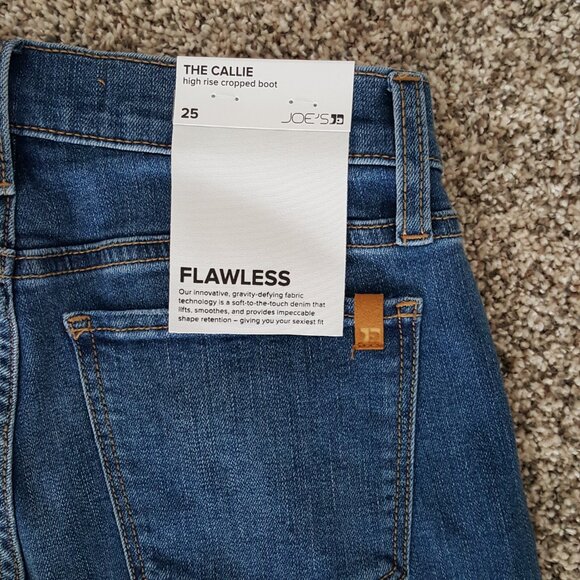 THE CALLIE
high rise cropped boot
25
JOE'S
FLAWLESS
Our innovative, gravity-defying fabric
technology is a soft-to-the-touch denim that
lifts, smoothes, and provides impeccable
shape retention – giving you your sexiest fit